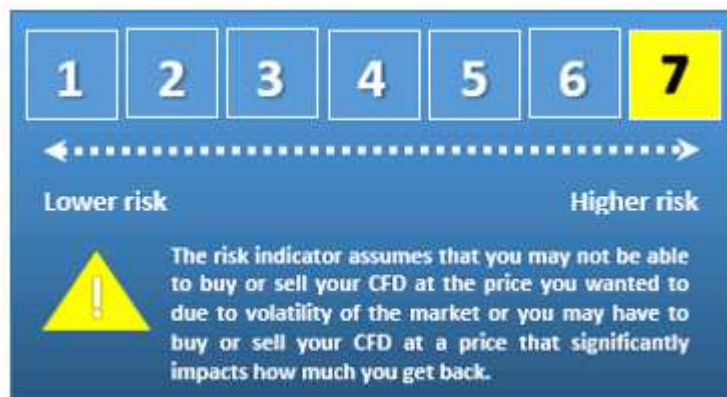 1 2 3 4 5 6 7
Lower risk Higher risk
!
The risk indicator assumes that you may not be able
to buy or sell your CFD at the price you wanted to
due to volatility of the market or you may have to
buy or sell your CFD at a price that significantly
impacts how much you get back.